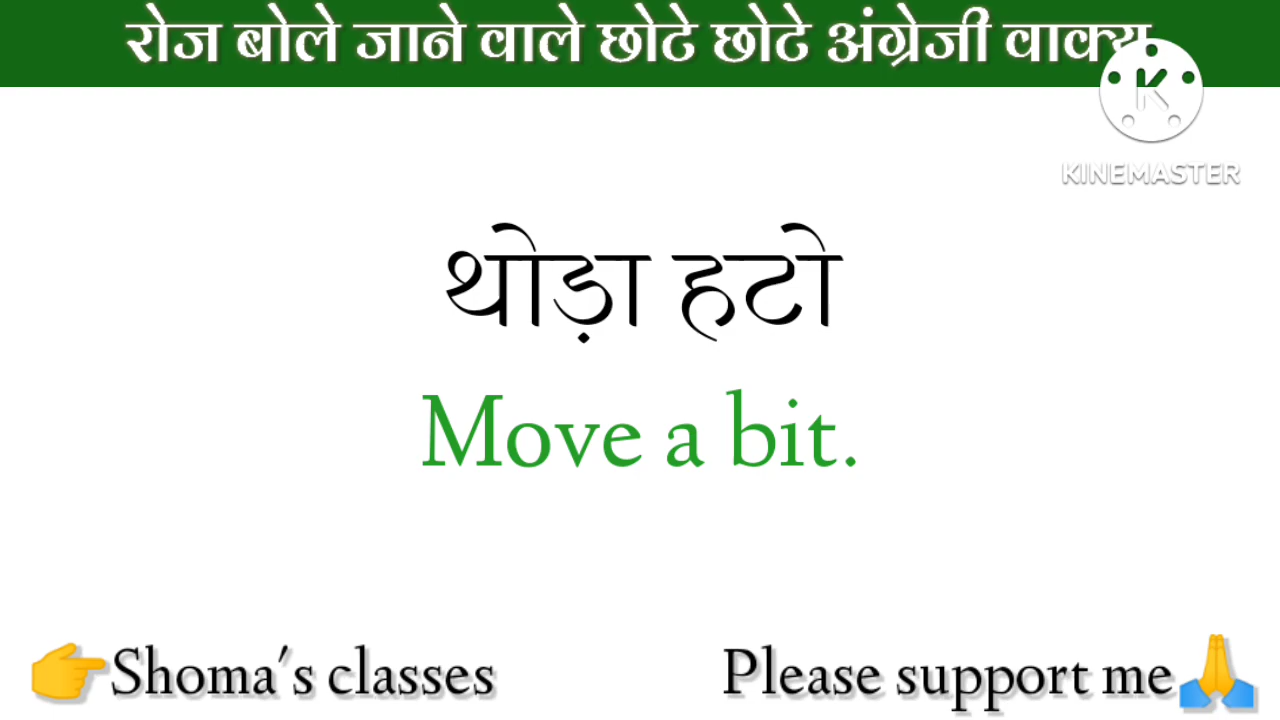 रोज बोले जाने वाले छोटे छोटे अंग्रेजी वाक्य
K
KINEMASTER
थोड़ा हटो
Move a bit.
👉Shoma's classes
Please support me🙏